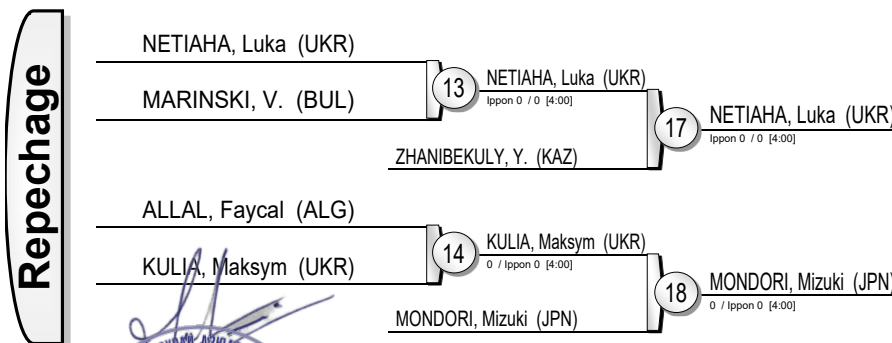 Repechage
NETIAHA, Luka (UKR)
MARINSKI, V. (BUL)
13
NETIAHA, Luka (UKR)
Ippon 0 / 0 [4:00]
ZHANIBEKULY, Y. (KAZ)
17
NETIAHA, Luka (UKR)
Ippon 0 / 0 [4:00]
ALLAL, Faycal (ALG)
KULIA, Maksym (UKR)
14
KULIA, Maksym (UKR)
0 / Ippon 0 [4:00]
MONDORI, Mizuki (JPN)
18
MONDORI, Mizuki (JPN)
0 / Ippon 0 [4:00]